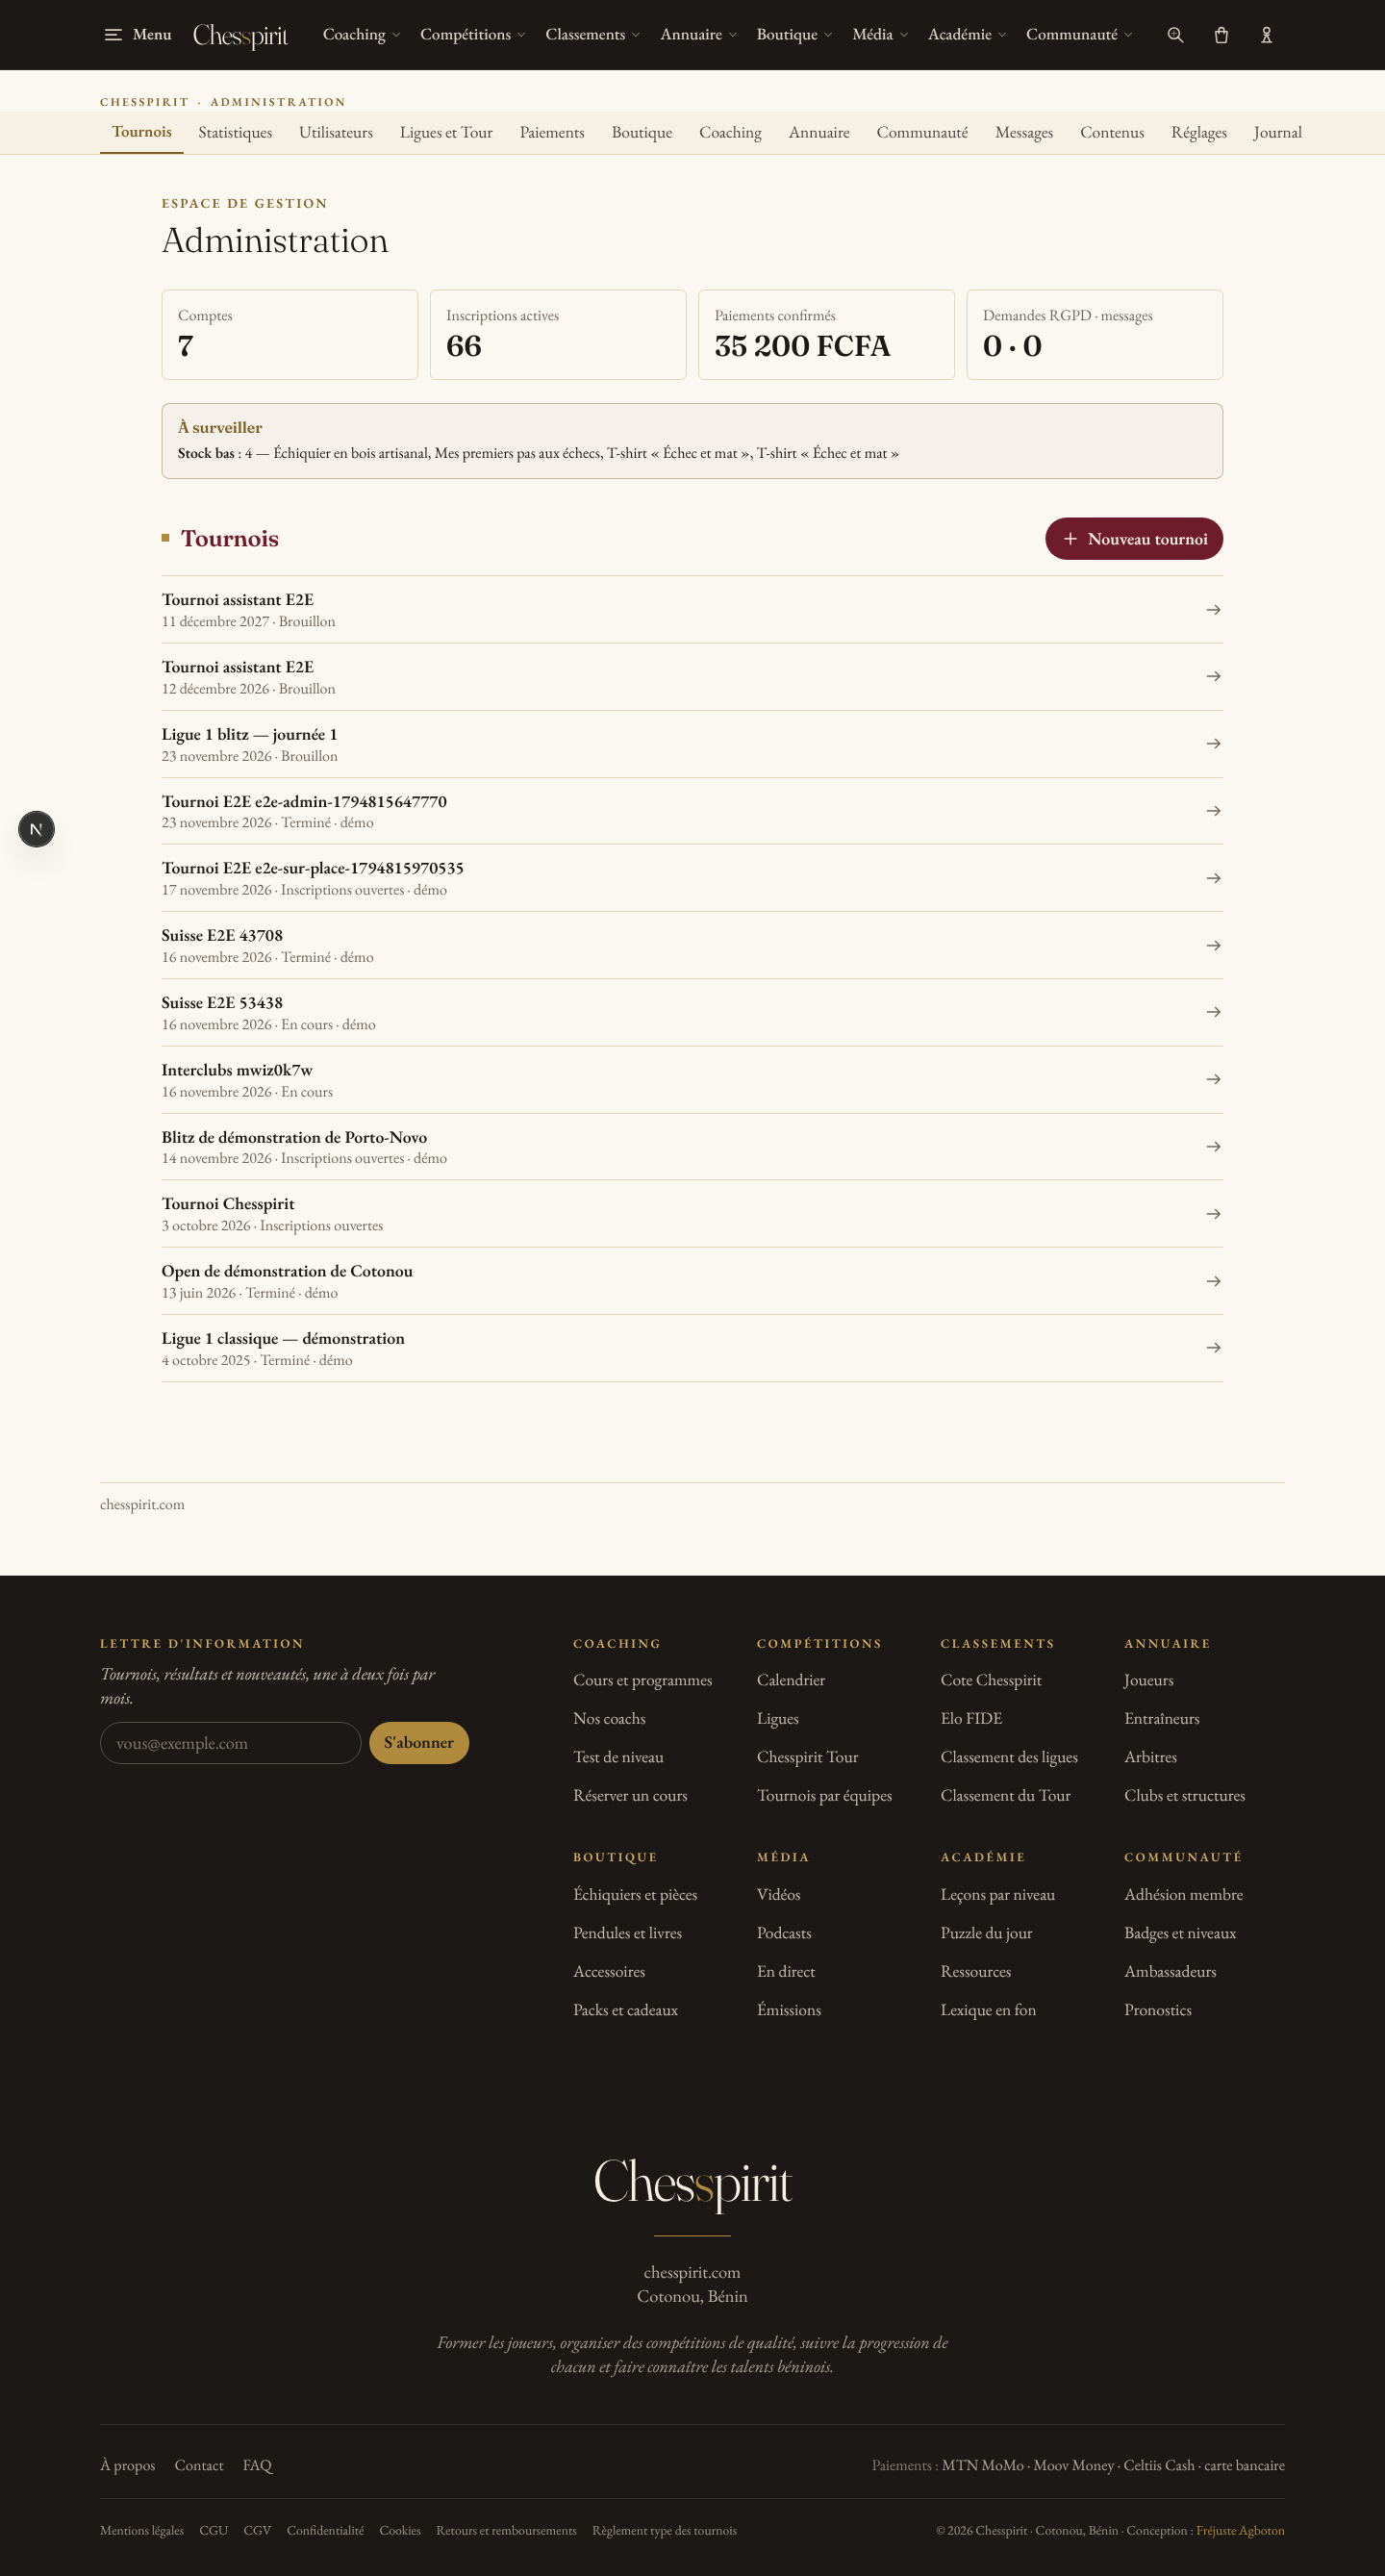 Menu
Chesspirit
Coaching
Compétitions
Classements
Annuaire
Boutique
Média
Académie
Communauté
CHESSPIRIT · ADMINISTRATION
Tournois
Statistiques
Utilisateurs
Ligues et Tour
Paiements
Boutique
Coaching
Annuaire
Communauté
Messages
Contenus
Réglages
Journal
ESPACE DE GESTION
Administration
Comptes
7
Inscriptions actives
66
Paiements confirmés
35 200 FCFA
Demandes RGPD · messages
0 · 0
À surveiller
Stock bas : 4 — Échiquier en bois artisanal, Mes premiers pas aux échecs, T-shirt « Échec et mat », T-shirt « Échec et mat »
Tournois
Nouveau tournoi
Tournoi assistant E2E
11 décembre 2027 · Brouillon
Tournoi assistant E2E
12 décembre 2026 · Brouillon
Ligue 1 blitz — journée 1
23 novembre 2026 · Brouillon
Tournoi E2E e2e-admin-1794815647770
23 novembre 2026 · Terminé · démo
Tournoi E2E e2e-sur-place-1794815970535
17 novembre 2026 · Inscriptions ouvertes · démo
Suisse E2E 43708
16 novembre 2026 · Terminé · démo
Suisse E2E 53438
16 novembre 2026 · En cours · démo
Interclubs mwiz0k7w
16 novembre 2026 · En cours
Blitz de démonstration de Porto-Novo
14 novembre 2026 · Inscriptions ouvertes · démo
Tournoi Chesspirit
3 octobre 2026 · Inscriptions ouvertes
Open de démonstration de Cotonou
13 juin 2026 · Terminé · démo
Ligue 1 classique — démonstration
4 octobre 2025 · Terminé · démo
N
chesspirit.com
LETTRE D'INFORMATION
Tournois, résultats et nouveautés, une à deux fois par
mois.
vous@exemple.com
S'abonner
COACHING
Cours et programmes
Nos coachs
Test de niveau
Réserver un cours
COMPÉTITIONS
Calendrier
Ligues
Chesspirit Tour
Tournois par équipes
CLASSEMENTS
Cote Chesspirit
Elo FIDE
Classement des ligues
Classement du Tour
ANNUAIRE
Joueurs
Entraîneurs
Arbitres
Clubs et structures
BOUTIQUE
Échiquiers et pièces
Pendules et livres
Accessoires
Packs et cadeaux
MÉDIA
Vidéos
Podcasts
En direct
Émissions
ACADÉMIE
Leçons par niveau
Puzzle du jour
Ressources
Lexique en fon
COMMUNAUTÉ
Adhésion membre
Badges et niveaux
Ambassadeurs
Pronostics
Chesspirit
chesspirit.com
Cotonou, Bénin
Former les joueurs, organiser des compétitions de qualité, suivre la progression de
chacun et faire connaître les talents béninois.
À propos
Contact
FAQ
Paiements : MTN MoMo · Moov Money · Celtiis Cash · carte bancaire
Mentions légales
CGU
CGV
Confidentialité
Cookies
Retours et remboursements
Règlement type des tournois
© 2026 Chesspirit · Cotonou, Bénin · Conception : Fréjuste Agboton